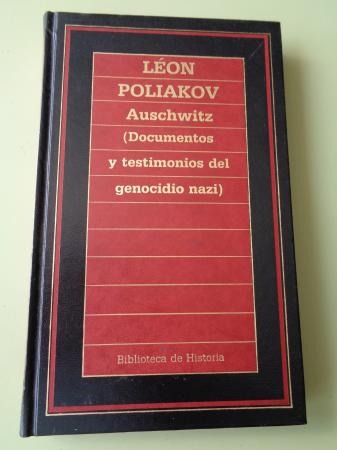 LÉON
POLIAKOV
Auschwitz
(Documentos
y testimonios del
genocidio nazi)
Biblioteca de Historia